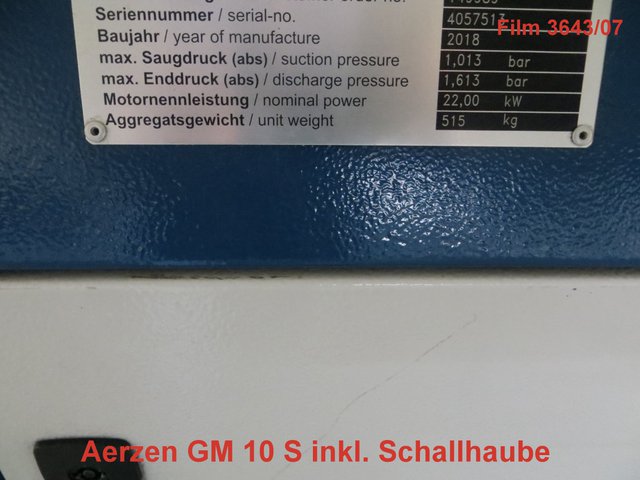 Seriennummer / serial-no. 4057513
Baujahr / year of manufacture 2018
max. Saugdruck (abs) / suction pressure 1,013 bar
max. Enddruck (abs) / discharge pressure 1,613 bar
Motornennleistung / nominal power 22,00 kW
Aggregatsgewicht / unit weight 515 kg
Film 3643/07
Aerzen GM 10 S inkl. Schallhaube